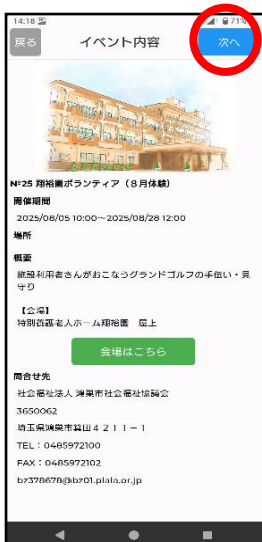 14:18 71%
戻る イベント内容 次へ
№25 翔裕園ボランティア（８月体験）
開催期間
2025/08/05 10:00～2025/08/28 12:00
場所
概要
施設利用者さんがおこなうグランドゴルフの手伝い・見
守り
【会場】
特別養護老人ホーム翔裕園 屋上
会場はこちら
問合せ先
社会福祉法人 鴻巣市社会福祉協議会
3650062
埼玉県鴻巣市箕田４２１１－１
TEL：0485972100
FAX：0485972102
bz378678@bz01.plala.or.jp